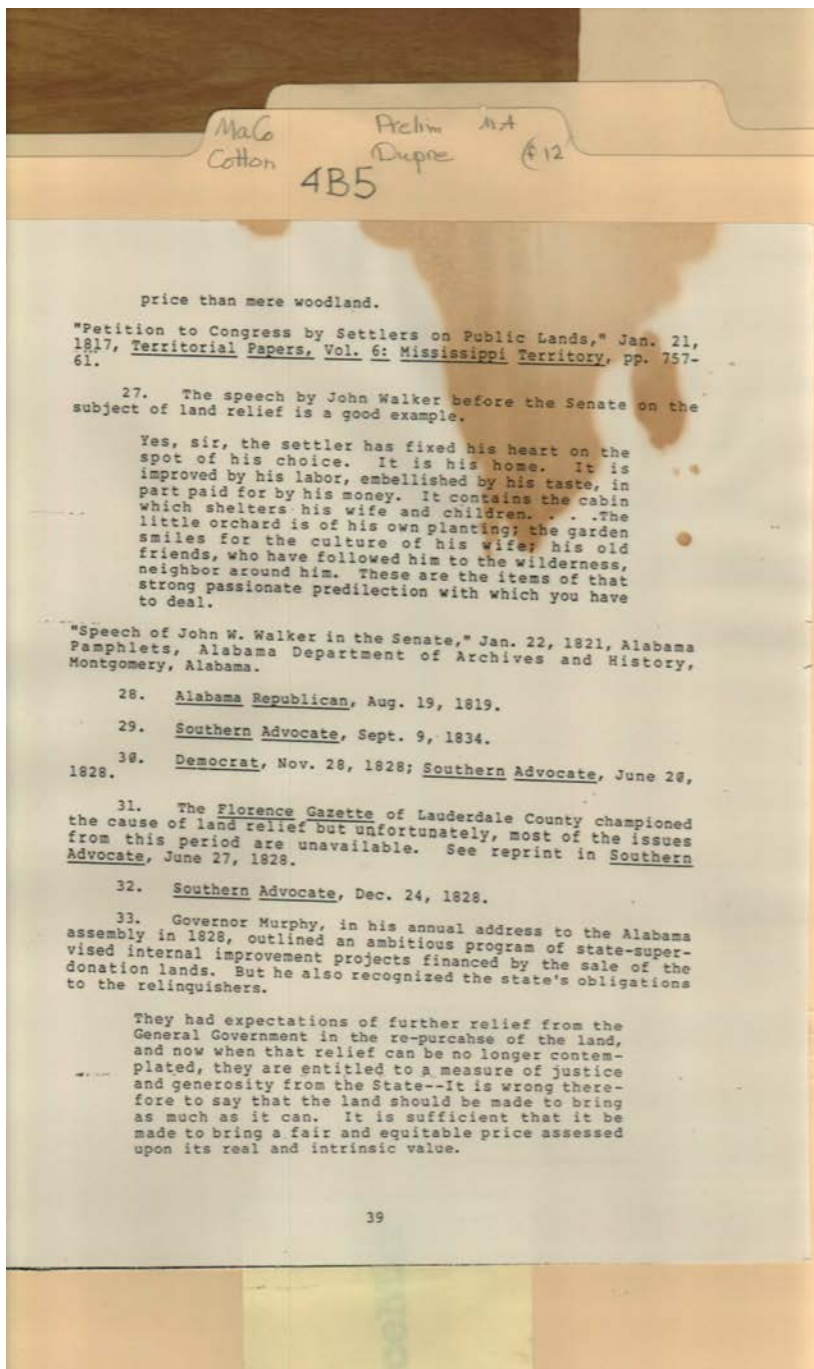 MaCo
Cotton
Prelim MA
Dupre
F12
4B5
price than mere woodland.
"Petition to Congress by Settlers on Public Lands," Jan. 21,
1817, Territorial Papers, Vol. 6: Mississippi Territory, pp. 757-
61.
27. The speech by John Walker before the Senate on the
subject of land relief is a good example.
Yes, sir, the settler has fixed his heart on the
spot of his choice. It is his home. It is
improved by his labor, embellished by his taste, in
part paid for by his money. It contains the cabin
which shelters his wife and children. . . .The
little orchard is of his own planting; the garden
smiles for the culture of his wife; his old
friends, who have followed him to the wilderness,
neighbor around him. These are the items of that
strong passionate predilection with which you have
to deal.
"Speech of John W. Walker in the Senate," Jan. 22, 1821, Alabama
Pamphlets, Alabama Department of Archives and History,
Montgomery, Alabama.
28. Alabama Republican, Aug. 19, 1819.
29. Southern Advocate, Sept. 9, 1834.
30. Democrat, Nov. 28, 1828; Southern Advocate, June 20,
1828.
31. The Florence Gazette of Lauderdale County championed
the cause of land relief but unfortunately, most of the issues
from this period are unavailable. See reprint in Southern
Advocate, June 27, 1828.
32. Southern Advocate, Dec. 24, 1828.
33. Governor Murphy, in his annual address to the Alabama
assembly in 1828, outlined an ambitious program of state-super-
vised internal improvement projects financed by the sale of the
donation lands. But he also recognized the state's obligations
to the relinquishers.
They had expectations of further relief from the
General Government in the re-purcahse of the land,
and now when that relief can be no longer contem-
plated, they are entitled to a measure of justice
and generosity from the State--It is wrong there-
fore to say that the land should be made to bring
as much as it can. It is sufficient that it be
made to bring a fair and equitable price assessed
upon its real and intrinsic value.
39